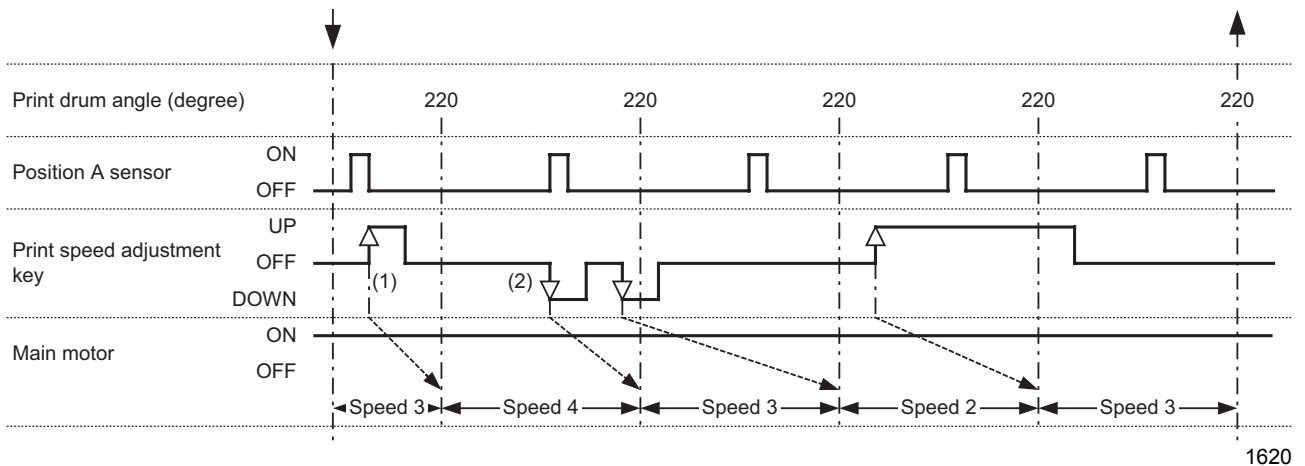 Print drum angle (degree) 220 220 220 220 220
Position A sensor ON
OFF
Print speed adjustment key UP
OFF
DOWN
(1) (2)
Main motor ON
OFF
Speed 3 Speed 4 Speed 3 Speed 2 Speed 3
1620